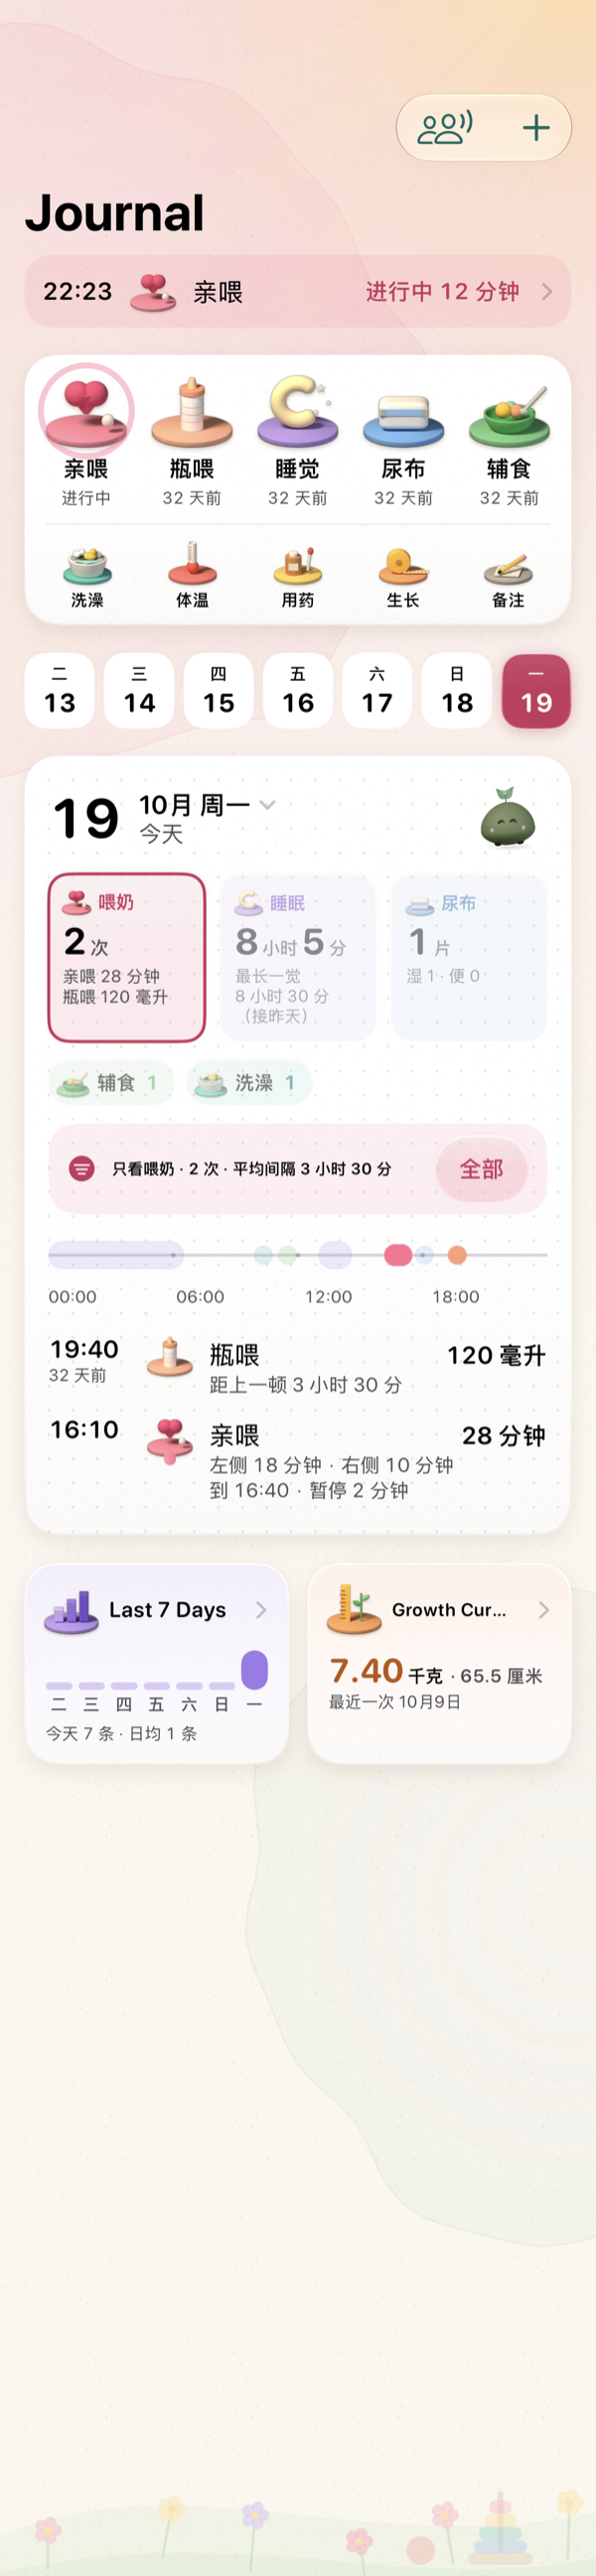 Journal
22:23 亲喂 进行中 12 分钟
亲喂 瓶喂 睡觉 尿布 辅食
进行中 32 天前 32 天前 32 天前 32 天前
洗澡 体温 用药 生长 备注
二 三 四 五 六 日 一
13 14 15 16 17 18 19
19 10月 周一
今天
喂奶 睡眠 尿布
2 次 8 小时 5 分 1 片
亲喂 28 分钟 最长一觉 湿 1 · 便 0
瓶喂 120 毫升 8 小时 30 分
（接昨天）
辅食 1 洗澡 1
只看喂奶 · 2 次 · 平均间隔 3 小时 30 分 全部
00:00 06:00 12:00 18:00
19:40 瓶喂 120 毫升
32 天前 距上一顿 3 小时 30 分
16:10 亲喂 28 分钟
左侧 18 分钟 · 右侧 10 分钟
到 16:40 · 暂停 2 分钟
Last 7 Days
二 三 四 五 六 日 一
今天 7 条 · 日均 1 条
Growth Cur...
7.40 千克 · 65.5 厘米
最近一次 10月9日